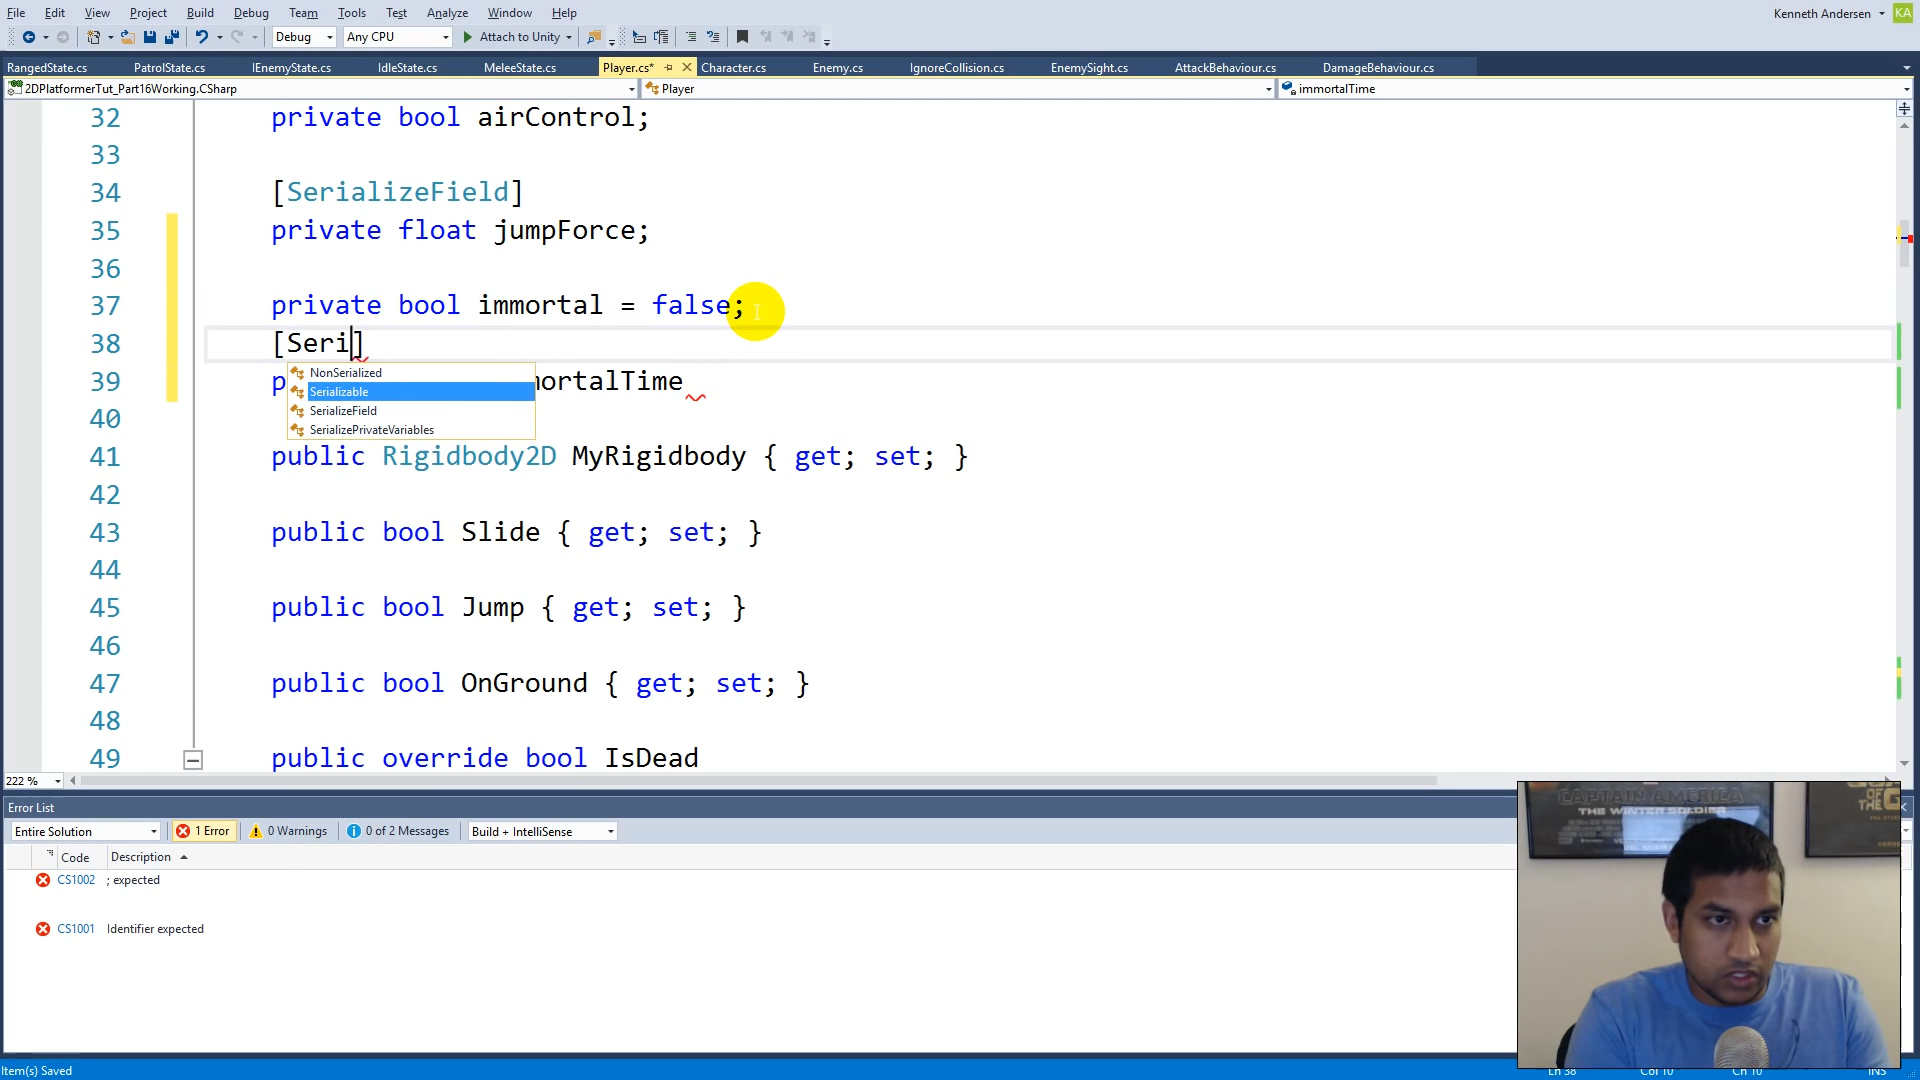 File Edit View Project Build Debug Team Tools Test Analyze Window Help Kenneth Andersen KA
Debug Any CPU Attach to Unity
RangedState.cs PatrolState.cs IEnemyState.cs IdleState.cs MeleeState.cs Player.cs* Character.cs Enemy.cs IgnoreCollision.cs EnemySight.cs AttackBehaviour.cs DamageBehaviour.cs
2DPlatformerTut_Part16Working.CSharp Player immortalTime
32 private bool airControl;
33
34 [SerializeField]
35 private float jumpForce;
36
37 private bool immortal = false;
38 [Seri]
NonSerialized
39 p mortalTime
Serializable
SerializeField
40
SerializePrivateVariables
41 public Rigidbody2D MyRigidbody { get; set; }
42
43 public bool Slide { get; set; }
44
45 public bool Jump { get; set; }
46
47 public bool OnGround { get; set; }
48
49 public override bool IsDead
222 %
Error List
Entire Solution 1 Error 0 Warnings 0 of 2 Messages Build + IntelliSense
Code Description
CS1002 ; expected
CS1001 Identifier expected
CAPTAIN AMERICA
THE WINTER SOLDIER
Item(s) Saved Ln 38 Col 10 Ch 10 INS